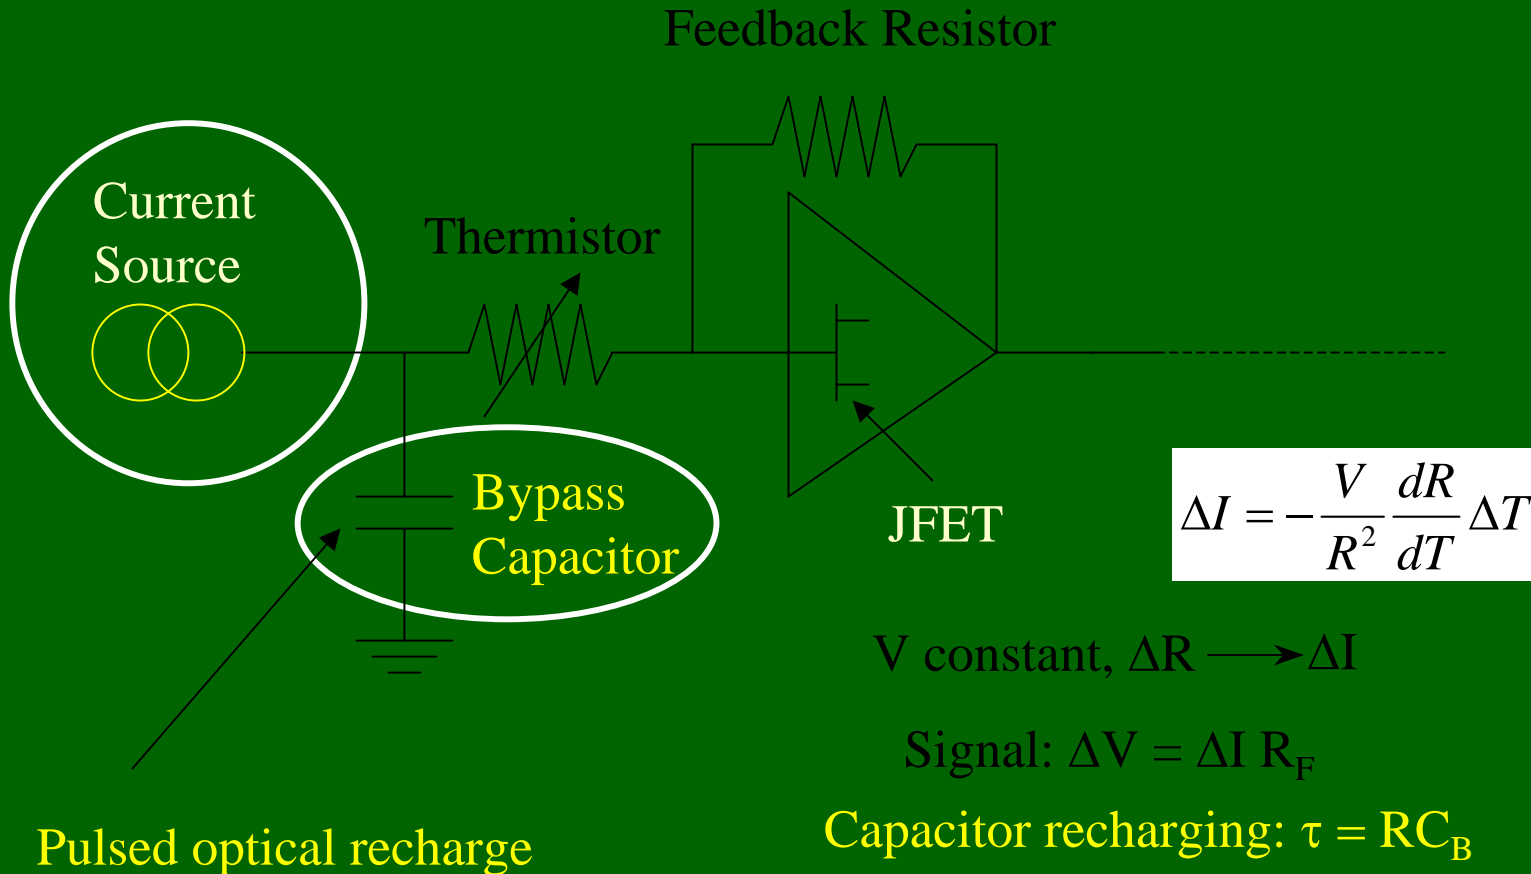 Feedback Resistor
Current
Source
Thermistor
Bypass
Capacitor
JFET
ΔI = −V/R² dR/dT ΔT
V constant, ΔR ⟶ ΔI
Signal: ΔV = ΔI R_F
Capacitor recharging: τ = RC_B
Pulsed optical recharge